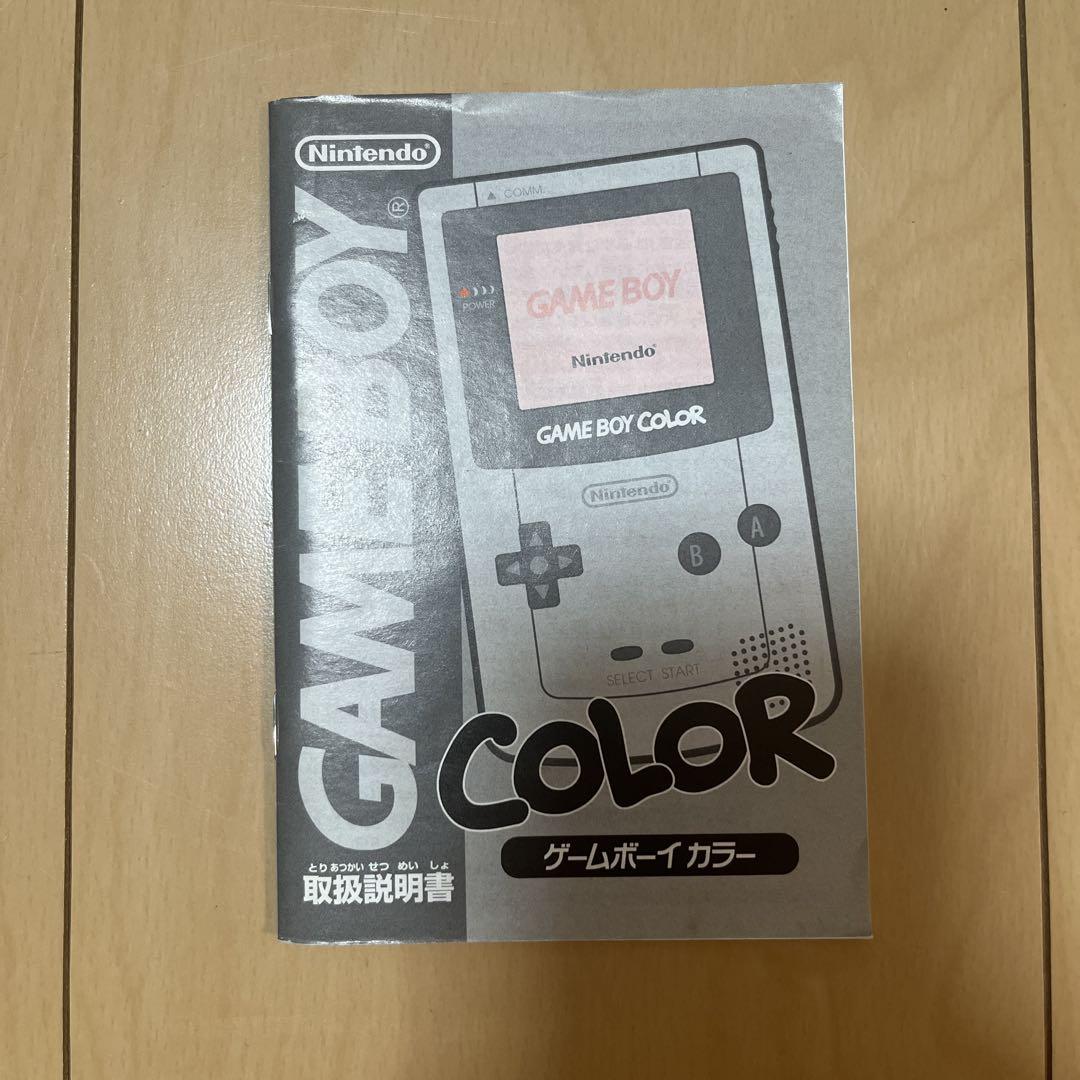 Nintendo®
GAME BOY®
▲ COMM.
POWER
GAME BOY
Nintendo®
GAME BOY COLOR
Nintendo
A
B
SELECT START
COLOR
ゲームボーイ カラー
とりあつかい せつ めい しょ
取扱説明書